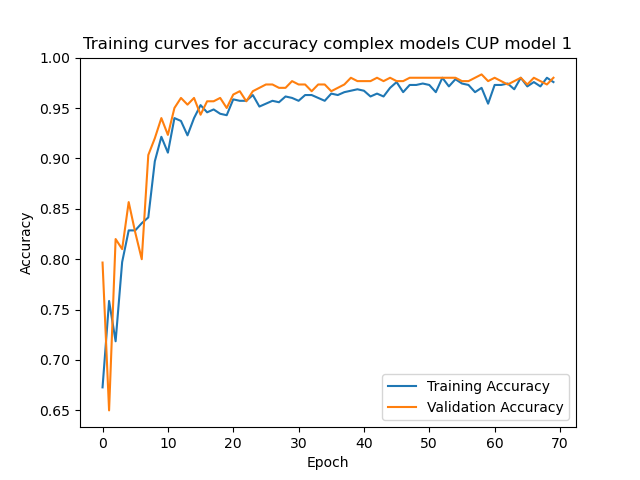 Training curves for accuracy complex models CUP model 1
1.00
0.95
0.90
0.85
0.80
0.75
0.70
0.65
Accuracy
Training Accuracy
Validation Accuracy
0 10 20 30 40 50 60 70
Epoch